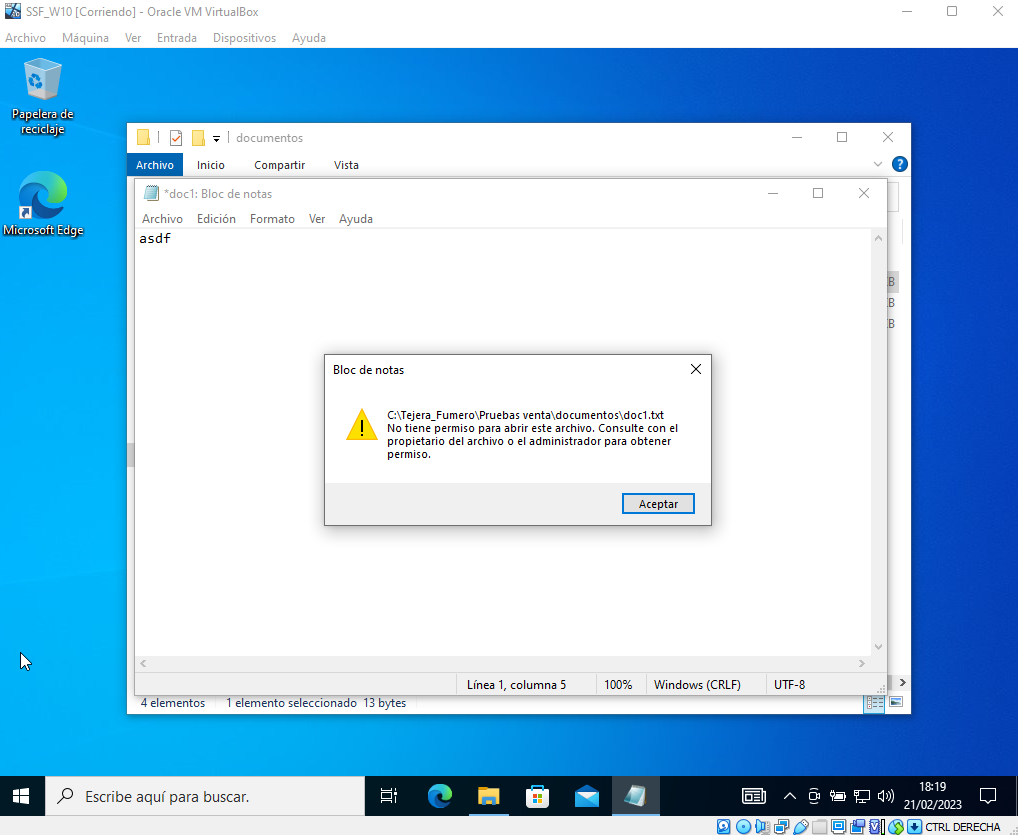 SSF_W10 [Corriendo] - Oracle VM VirtualBox
Archivo Máquina Ver Entrada Dispositivos Ayuda
Papelera de
reciclaje
Microsoft Edge
documentos
Archivo Inicio Compartir Vista
*doc1: Bloc de notas
Archivo Edición Formato Ver Ayuda
asdf
B
B
B
Bloc de notas
C:\Tejera_Fumero\Pruebas venta\documentos\doc1.txt
No tiene permiso para abrir este archivo. Consulte con el
propietario del archivo o el administrador para obtener
permiso.
Aceptar
Línea 1, columna 5 100% Windows (CRLF) UTF-8
4 elementos 1 elemento seleccionado 13 bytes
Escribe aquí para buscar.
18:19
21/02/2023
CTRL DERECHA